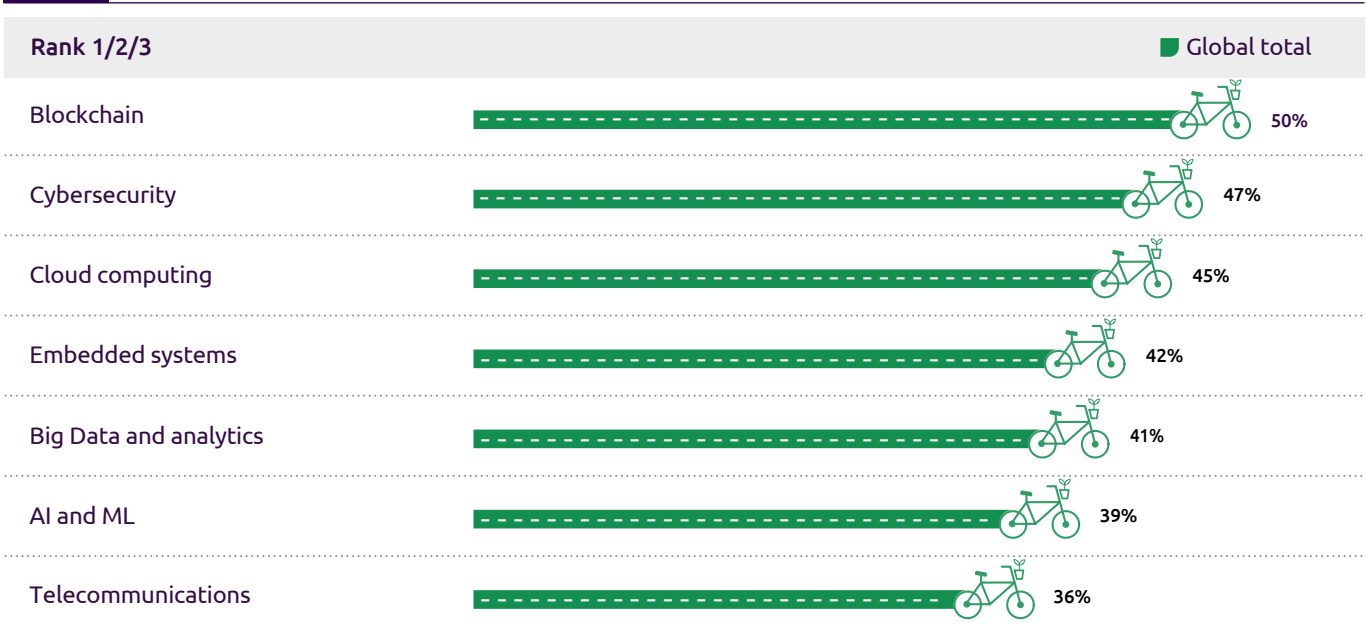 Rank 1/2/3
Global total
Blockchain
50%
Cybersecurity
47%
Cloud computing
45%
Embedded systems
42%
Big Data and analytics
41%
AI and ML
39%
Telecommunications
36%